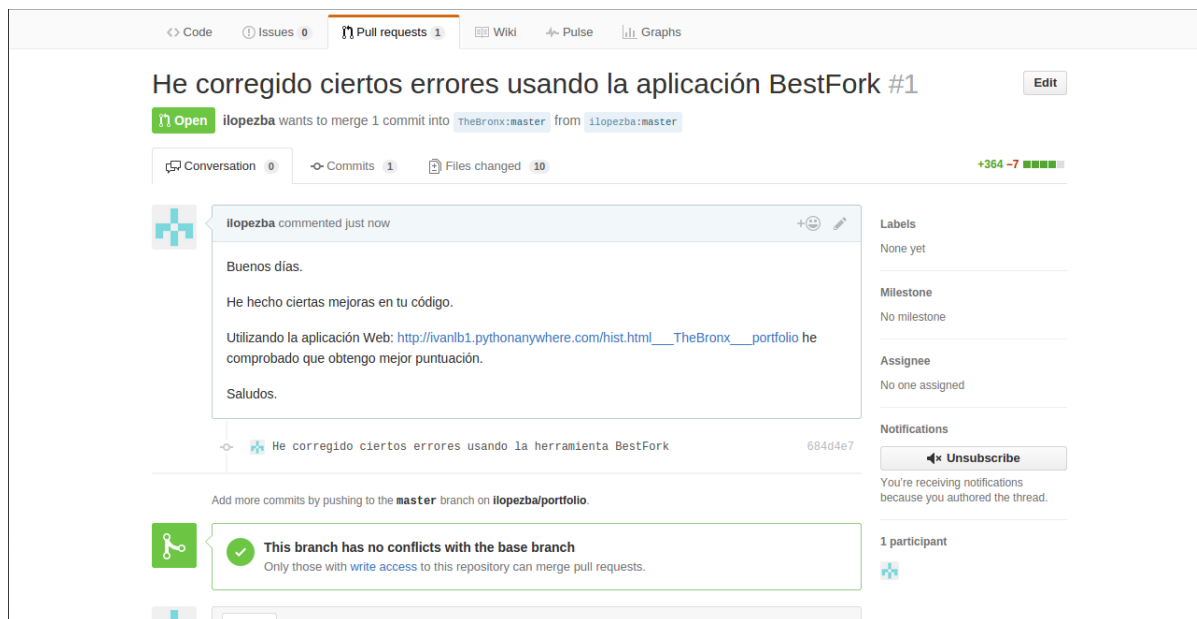 Code Issues 0 Pull requests 1 Wiki Pulse Graphs
He corregido ciertos errores usando la aplicación BestFork #1 Edit
Open ilopezba wants to merge 1 commit into TheBronx:master from ilopezba:master
Conversation 0 Commits 1 Files changed 10 +364 −7
ilopezba commented just now
Buenos días.
He hecho ciertas mejoras en tu código.
Utilizando la aplicación Web: http://ivanlb1.pythonanywhere.com/hist.html___TheBronx___portfolio he
comprobado que obtengo mejor puntuación.
Saludos.
He corregido ciertos errores usando la herramienta BestFork 684d4e7
Add more commits by pushing to the master branch on ilopezba/portfolio.
This branch has no conflicts with the base branch
Only those with write access to this repository can merge pull requests.
Labels
None yet
Milestone
No milestone
Assignee
No one assigned
Notifications
Unsubscribe
You're receiving notifications
because you authored the thread.
1 participant